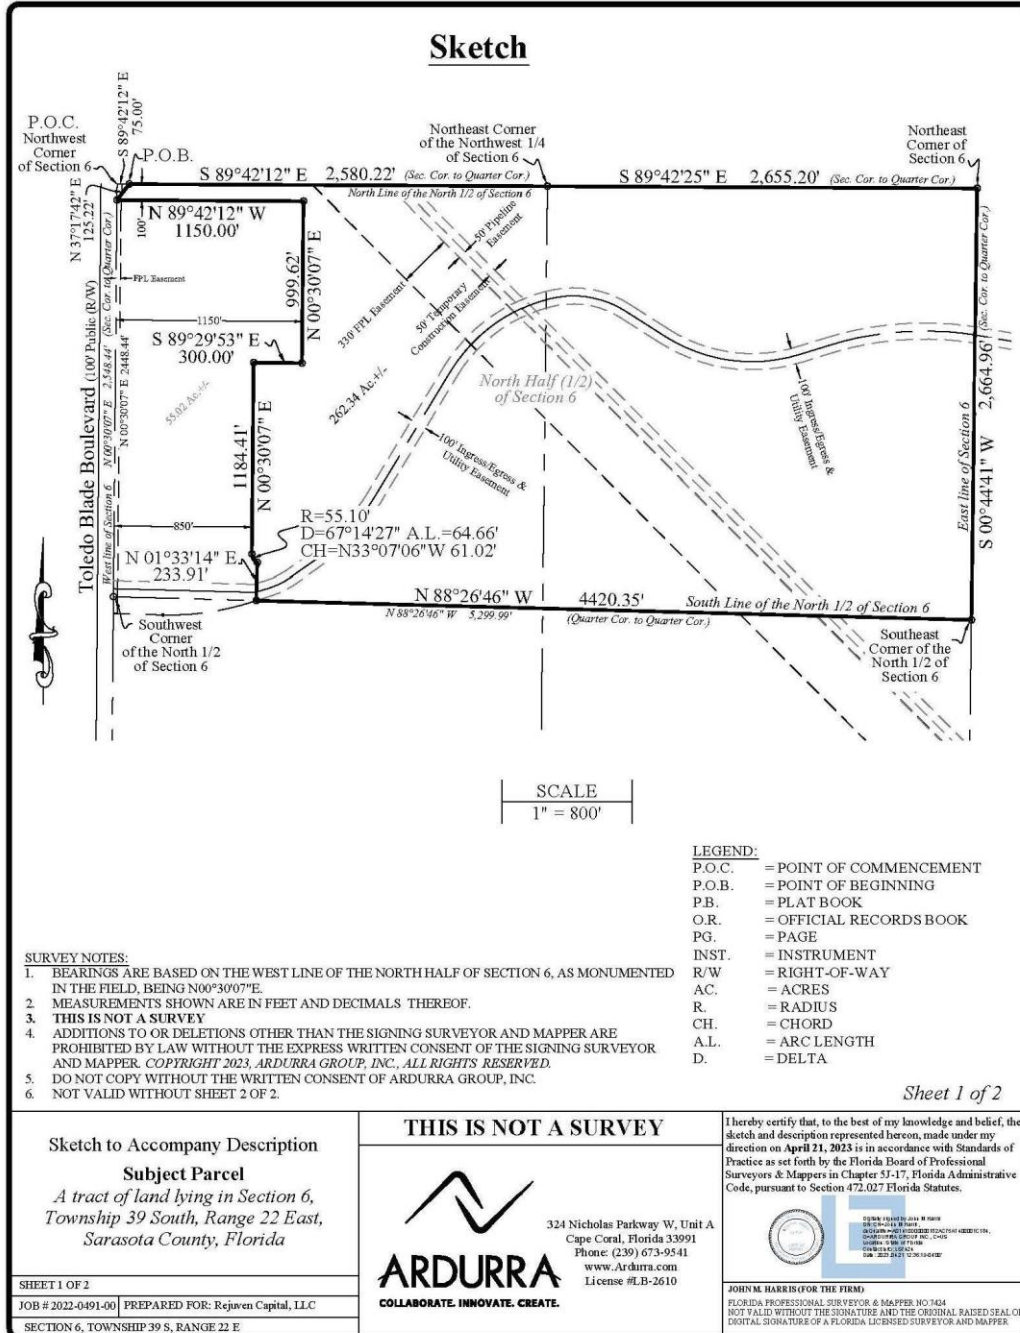 Sketch
P.O.C.
Northwest
Corner
of Section 6
S 89°42'12" E
75.00'
P.O.B.
Northeast Corner
of the Northwest 1/4
of Section 6
Northeast
Corner of
Section 6
S 89°42'12" E 2,580.22' (Sec. Cor. to Quarter Cor.)
North Line of the North 1/2 of Section 6
S 89°42'25" E 2,655.20' (Sec. Cor. to Quarter Cor.)
N 37°17'42" E
125.22'
N 89°42'12" W
1150.00'
100'
FPL Easement
1150'
999.62'
N 00°30'07" E
S 89°29'53" E
300.00'
55.02 Ac.+/-
262.34 Ac.+/-
330' FPL Easement
50' Pipeline
Easement
50' Temporary
Construction Easement
North Half (1/2)
of Section 6
100' Ingress/Egress &
Utility Easement
100' Ingress/Egress &
Utility Easement
Toledo Blade Boulevard (100' Public (R/W)
West line of Section 6 N 00°30'07" E 2,548.44' (Sec. Cor. to Quarter Cor.)
N 00°30'07" E 2448.44'
1184.41'
N 00°30'07" E
850'
R=55.10'
D=67°14'27" A.L.=64.66'
CH=N33°07'06"W 61.02'
N 01°33'14" E
233.91'
East line of Section 6
S 00°44'41" W 2,664.96' (Sec. Cor. to Quarter Cor.)
N 88°26'46" W 4420.35'
South Line of the North 1/2 of Section 6
N 88°26'46" W 5,299.99' (Quarter Cor. to Quarter Cor.)
Southwest
Corner
of the North 1/2
of Section 6
Southeast
Corner of the
North 1/2 of
Section 6
SCALE
1" = 800'
LEGEND:
P.O.C. = POINT OF COMMENCEMENT
P.O.B. = POINT OF BEGINNING
P.B. = PLAT BOOK
O.R. = OFFICIAL RECORDS BOOK
PG. = PAGE
INST. = INSTRUMENT
R/W = RIGHT-OF-WAY
AC. = ACRES
R. = RADIUS
CH. = CHORD
A.L. = ARC LENGTH
D. = DELTA
SURVEY NOTES:
1. BEARINGS ARE BASED ON THE WEST LINE OF THE NORTH HALF OF SECTION 6, AS MONUMENTED
IN THE FIELD, BEING N00°30'07"E.
2. MEASUREMENTS SHOWN ARE IN FEET AND DECIMALS THEREOF.
3. THIS IS NOT A SURVEY
4. ADDITIONS TO OR DELETIONS OTHER THAN THE SIGNING SURVEYOR AND MAPPER ARE
PROHIBITED BY LAW WITHOUT THE EXPRESS WRITTEN CONSENT OF THE SIGNING SURVEYOR
AND MAPPER. COPYRIGHT 2023, ARDURRA GROUP, INC., ALL RIGHTS RESERVED.
5. DO NOT COPY WITHOUT THE WRITTEN CONSENT OF ARDURRA GROUP, INC.
6. NOT VALID WITHOUT SHEET 2 OF 2.
Sheet 1 of 2
Sketch to Accompany Description
Subject Parcel
A tract of land lying in Section 6,
Township 39 South, Range 22 East,
Sarasota County, Florida
SHEET 1 OF 2
JOB # 2022-0491-00 PREPARED FOR: Rejuven Capital, LLC
SECTION 6, TOWNSHIP 39 S, RANGE 22 E
THIS IS NOT A SURVEY
ARDURRA
COLLABORATE. INNOVATE. CREATE.
324 Nicholas Parkway W, Unit A
Cape Coral, Florida 33991
Phone: (239) 673-9541
www.Ardurra.com
License #LB-2610
I hereby certify that, to the best of my knowledge and belief, the
sketch and description represented hereon, made under my
direction on April 21, 2023 is in accordance with Standards of
Practice as set forth by the Florida Board of Professional
Surveyors & Mappers in Chapter 5J-17, Florida Administrative
Code, pursuant to Section 472.027 Florida Statutes.
Digitally signed by John M Harris
JOHN M. HARRIS (FOR THE FIRM)
FLORIDA PROFESSIONAL SURVEYOR & MAPPER NO.7424
NOT VALID WITHOUT THE SIGNATURE AND THE ORIGINAL RAISED SEAL OR
DIGITAL SIGNATURE OF A FLORIDA LICENSED SURVEYOR AND MAPPER